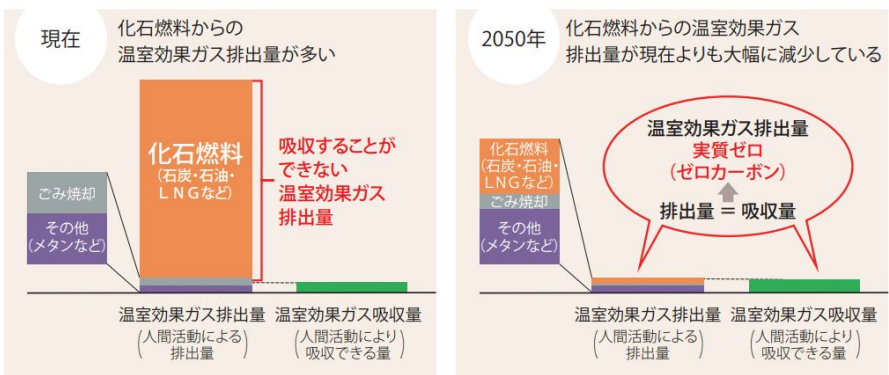 現在
化石燃料からの
温室効果ガス排出量が多い
化石燃料
(石炭・石油・
LNGなど)
吸収することが
できない
温室効果ガス
排出量
ごみ焼却
その他
(メタンなど)
温室効果ガス排出量
(人間活動による
排出量)
温室効果ガス吸収量
(人間活動により
吸収できる量)
2050年
化石燃料からの温室効果ガス
排出量が現在よりも大幅に減少している
化石燃料
(石炭・石油・
LNGなど)
ごみ焼却
その他
(メタンなど)
温室効果ガス排出量
実質ゼロ
(ゼロカーボン)
排出量 = 吸収量
温室効果ガス排出量
(人間活動による
排出量)
温室効果ガス吸収量
(人間活動により
吸収できる量)